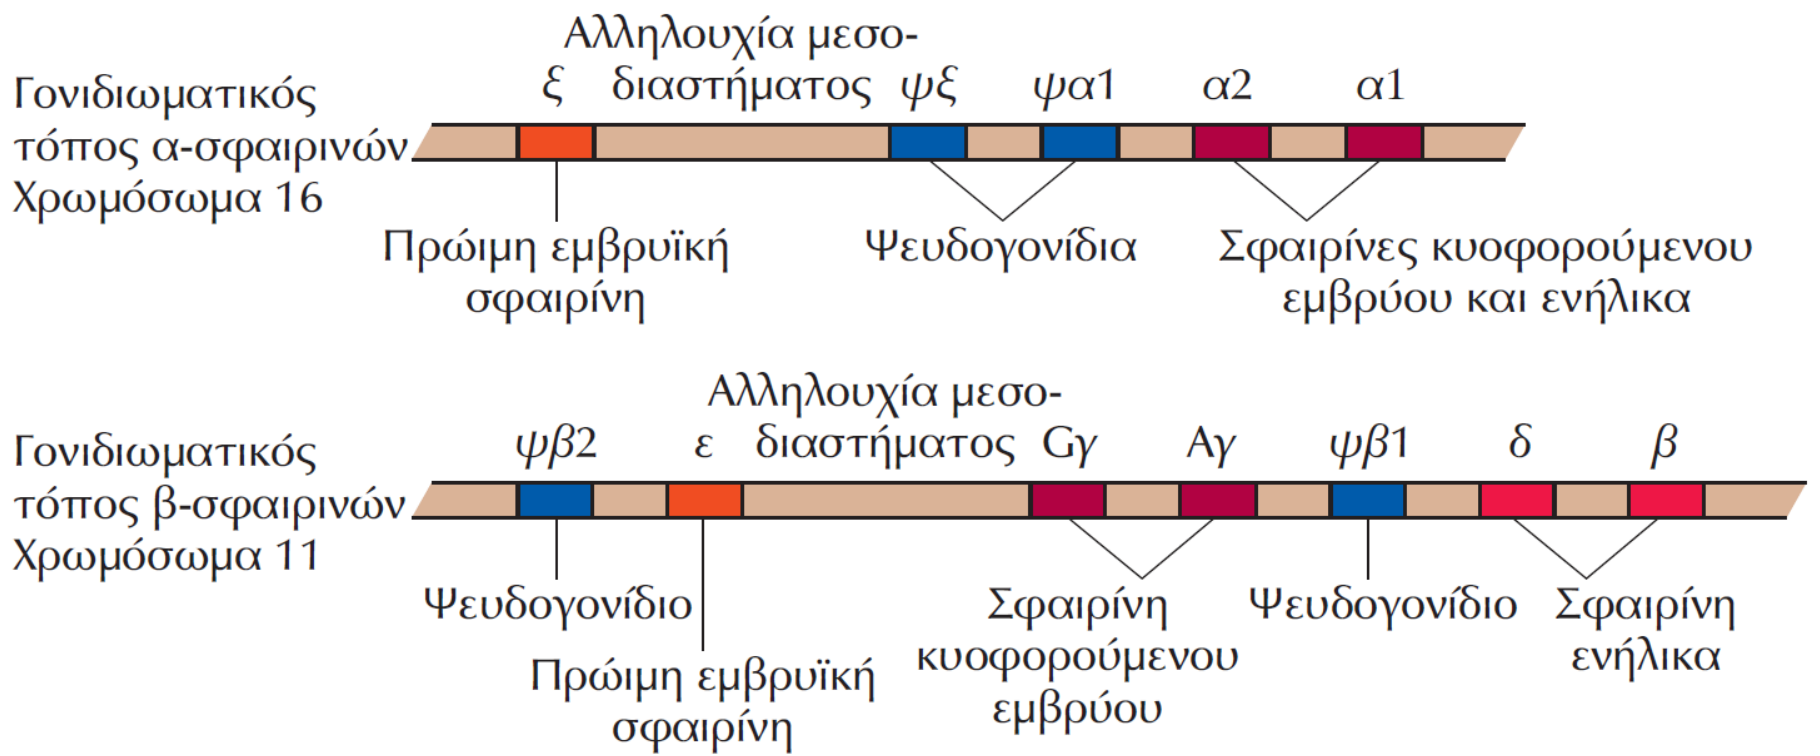 Γονιδιωματικός
τόπος α-σφαιρινών
Χρωμόσωμα 16
Αλληλουχία μεσο-
ξ διαστήματος ψξ ψα1 α2 α1
Πρώιμη εμβρυϊκή
σφαιρίνη
Ψευδογονίδια
Σφαιρίνες κυοφορούμενου
εμβρύου και ενήλικα
Γονιδιωματικός
τόπος β-σφαιρινών
Χρωμόσωμα 11
Αλληλουχία μεσο-
ψβ2 ε διαστήματος Gγ Αγ ψβ1 δ β
Ψευδογονίδιο
Πρώιμη εμβρυϊκή
σφαιρίνη
Σφαιρίνη
κυοφορούμενου
εμβρύου
Ψευδογονίδιο
Σφαιρίνη
ενήλικα